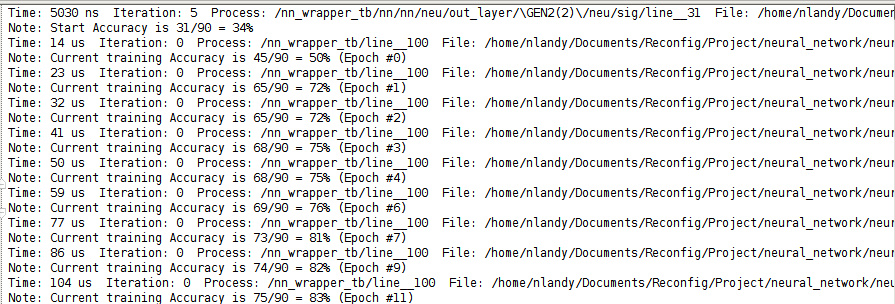 Time: 5030 ns  Iteration: 5  Process: /nn_wrapper_tb/nn/nn/neu/out_layer/\GEN2(2)\/neu/sig/line__31  File: /home/nlandy/Documen
Note: Start Accuracy is 31/90 = 34%
Time: 14 us  Iteration: 0  Process: /nn_wrapper_tb/line__100  File: /home/nlandy/Documents/Reconfig/Project/neural_network/neur
Note: Current training Accuracy is 45/90 = 50% (Epoch #0)
Time: 23 us  Iteration: 0  Process: /nn_wrapper_tb/line__100  File: /home/nlandy/Documents/Reconfig/Project/neural_network/neur
Note: Current training Accuracy is 65/90 = 72% (Epoch #1)
Time: 32 us  Iteration: 0  Process: /nn_wrapper_tb/line__100  File: /home/nlandy/Documents/Reconfig/Project/neural_network/neur
Note: Current training Accuracy is 65/90 = 72% (Epoch #2)
Time: 41 us  Iteration: 0  Process: /nn_wrapper_tb/line__100  File: /home/nlandy/Documents/Reconfig/Project/neural_network/neur
Note: Current training Accuracy is 68/90 = 75% (Epoch #3)
Time: 50 us  Iteration: 0  Process: /nn_wrapper_tb/line__100  File: /home/nlandy/Documents/Reconfig/Project/neural_network/neur
Note: Current training Accuracy is 68/90 = 75% (Epoch #4)
Time: 59 us  Iteration: 0  Process: /nn_wrapper_tb/line__100  File: /home/nlandy/Documents/Reconfig/Project/neural_network/neur
Note: Current training Accuracy is 69/90 = 76% (Epoch #6)
Time: 77 us  Iteration: 0  Process: /nn_wrapper_tb/line__100  File: /home/nlandy/Documents/Reconfig/Project/neural_network/neur
Note: Current training Accuracy is 73/90 = 81% (Epoch #7)
Time: 86 us  Iteration: 0  Process: /nn_wrapper_tb/line__100  File: /home/nlandy/Documents/Reconfig/Project/neural_network/neur
Note: Current training Accuracy is 74/90 = 82% (Epoch #9)
Time: 104 us  Iteration: 0  Process: /nn_wrapper_tb/line__100  File: /home/nlandy/Documents/Reconfig/Project/neural_network/neu
Note: Current training Accuracy is 75/90 = 83% (Epoch #11)